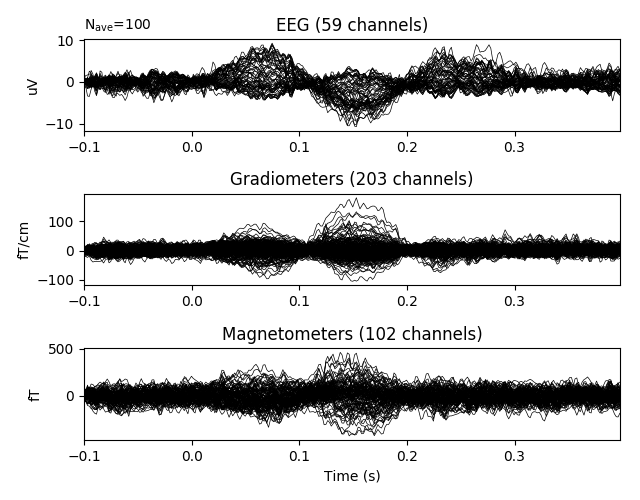 N_ave=100
EEG (59 channels)
10
0
−10
uV
−0.1 0.0 0.1 0.2 0.3
Gradiometers (203 channels)
100
0
−100
fT/cm
−0.1 0.0 0.1 0.2 0.3
Magnetometers (102 channels)
500
0
fT
−0.1 0.0 0.1 0.2 0.3
Time (s)